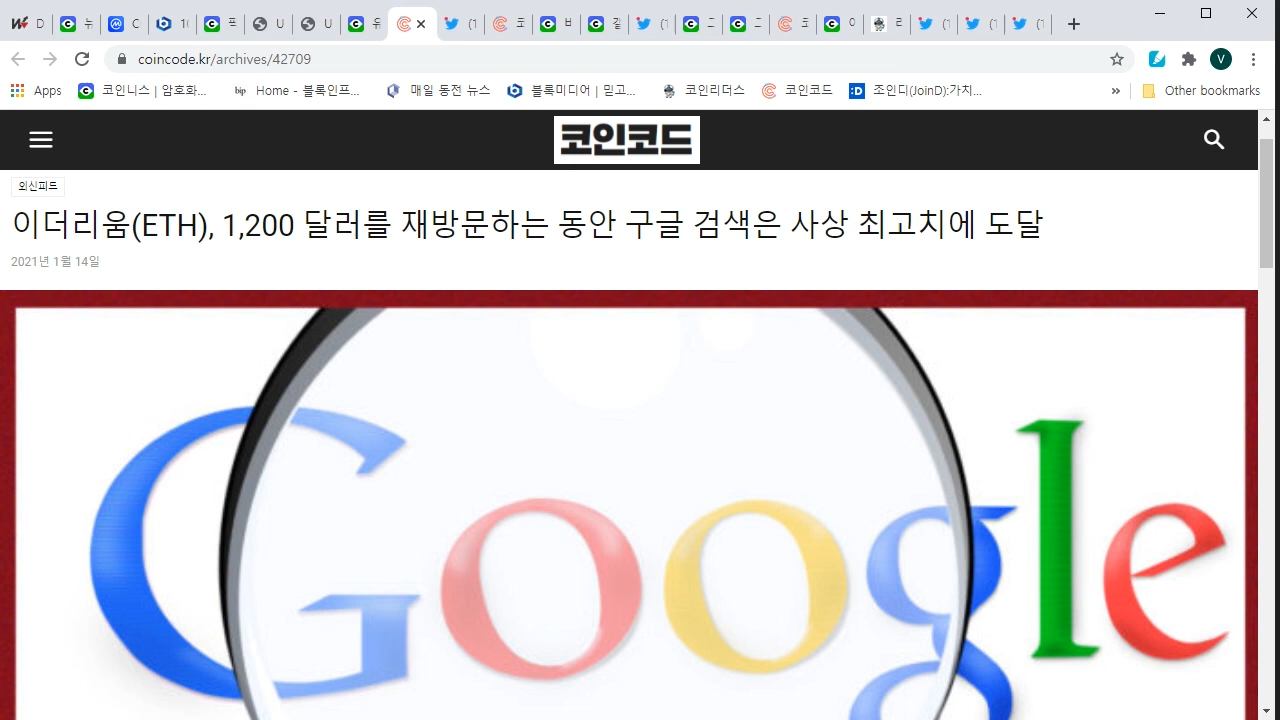 coincode.kr/archives/42709
Apps
코인니스 | 암호화...
bip Home - 블록인프...
매일 동전 뉴스
블록미디어 | 믿고...
코인리더스
코인코드
:D 조인디(JoinD):가치...
» Other bookmarks
V
코인코드
외신피드
이더리움(ETH), 1,200 달러를 재방문하는 동안 구글 검색은 사상 최고치에 도달
2021년 1월 14일
Google